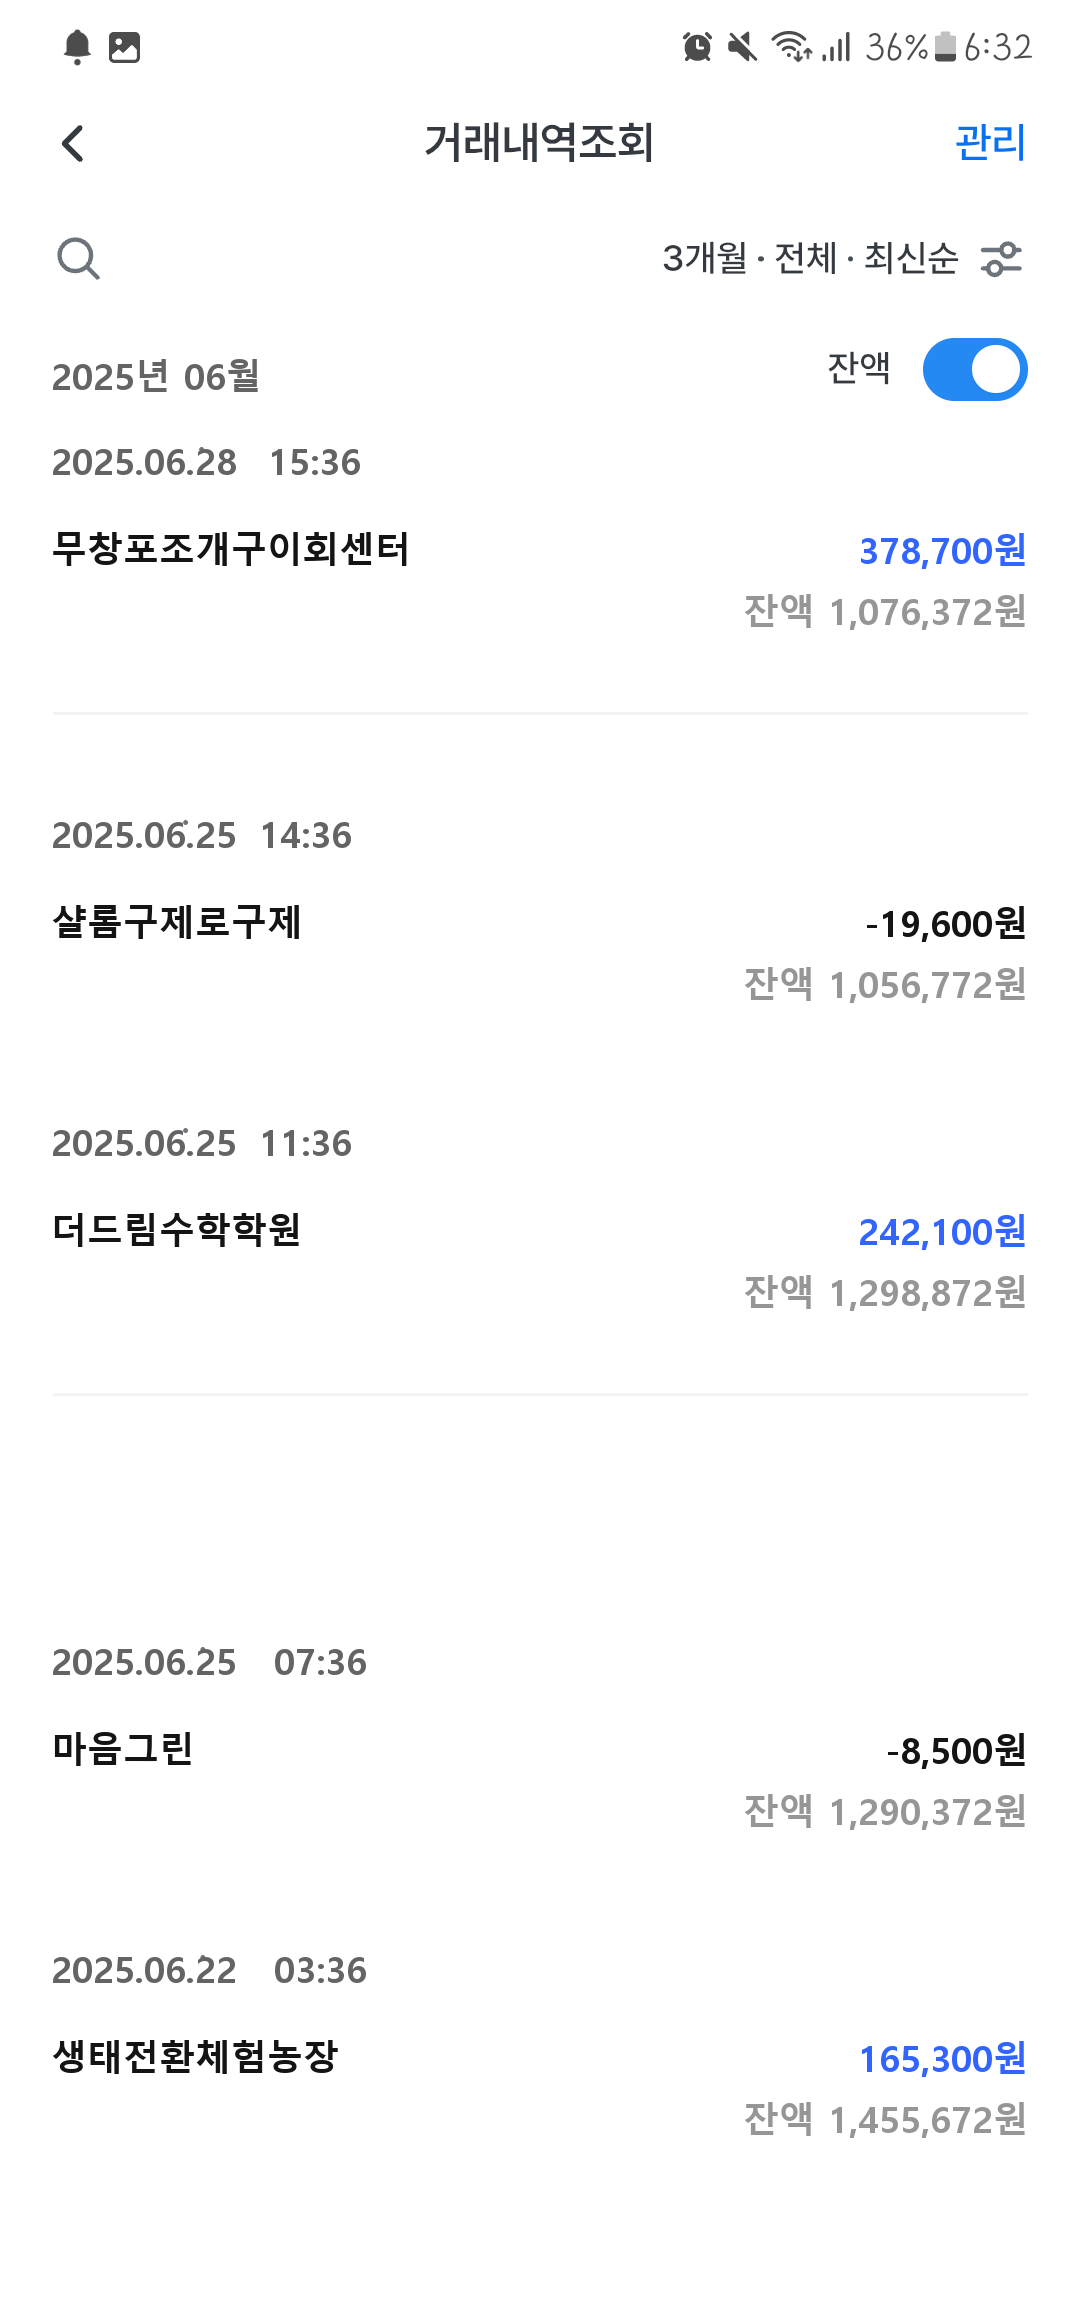 36% 6:32
거래내역조회 관리
3개월 · 전체 · 최신순
2025년 06월 잔액
2025.06.28 15:36
무창포조개구이회센터 378,700원
잔액 1,076,372원
2025.06.25 14:36
샬롬구제로구제 -19,600원
잔액 1,056,772원
2025.06.25 11:36
더드림수학학원 242,100원
잔액 1,298,872원
2025.06.25 07:36
마음그린 -8,500원
잔액 1,290,372원
2025.06.22 03:36
생태전환체험농장 165,300원
잔액 1,455,672원